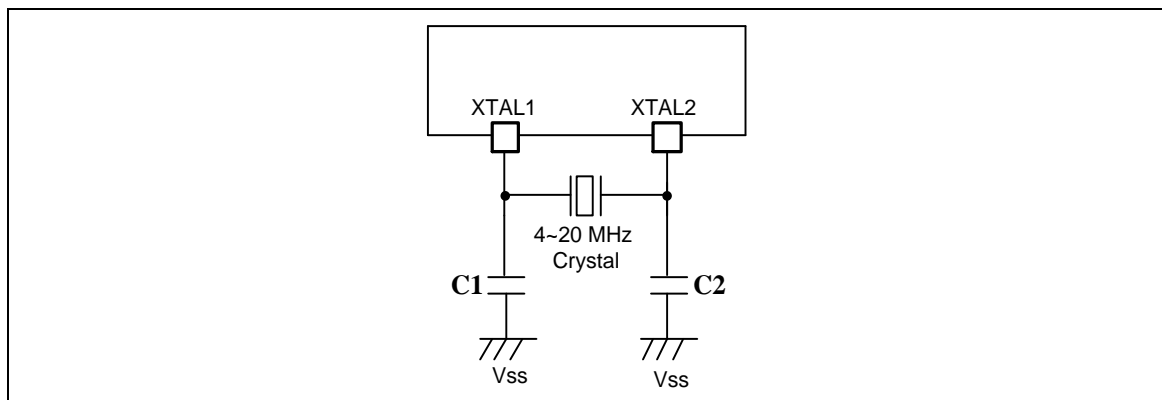 XTAL1
XTAL2
4~20 MHz
Crystal
C1
C2
Vss
Vss